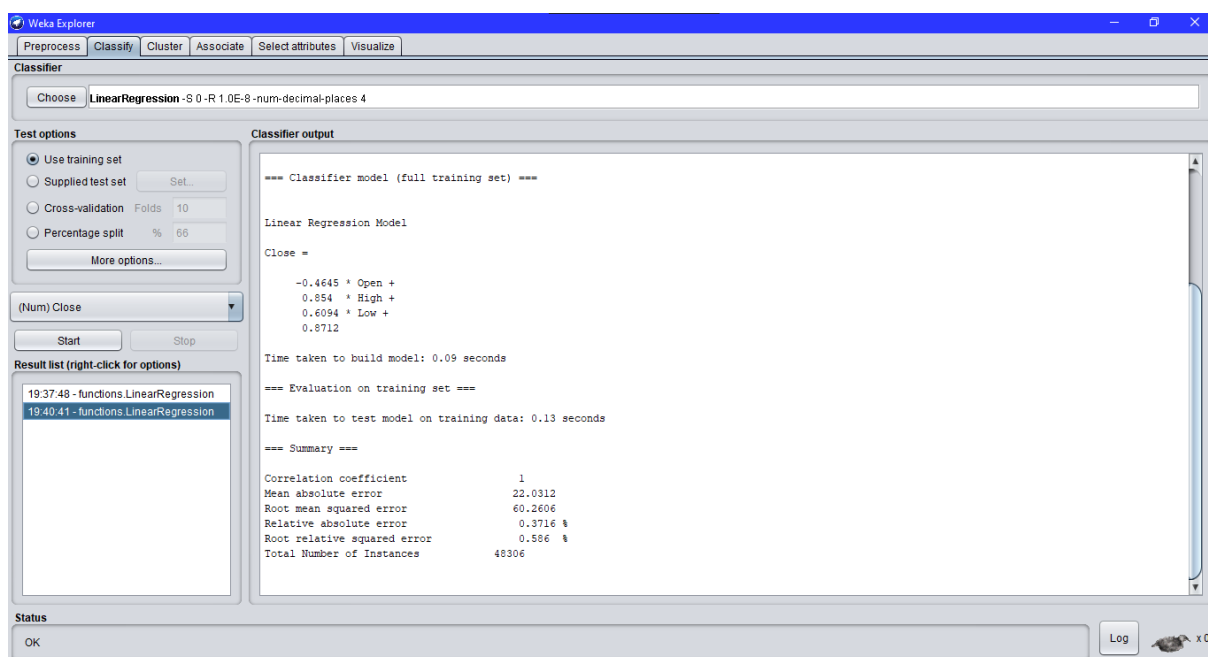 Weka Explorer
Preprocess Classify Cluster Associate Select attributes Visualize
Classifier
Choose LinearRegression -S 0 -R 1.0E-8 -num-decimal-places 4
Test options
Use training set
Supplied test set Set...
Cross-validation Folds 10
Percentage split % 66
More options...
(Num) Close
Start Stop
Result list (right-click for options)
19:37:48 - functions.LinearRegression
19:40:41 - functions.LinearRegression
Classifier output
=== Classifier model (full training set) ===
Linear Regression Model
Close =
-0.4645 * Open +
0.854 * High +
0.6094 * Low +
0.8712
Time taken to build model: 0.09 seconds
=== Evaluation on training set ===
Time taken to test model on training data: 0.13 seconds
=== Summary ===
Correlation coefficient 1
Mean absolute error 22.0312
Root mean squared error 60.2606
Relative absolute error 0.3716 %
Root relative squared error 0.586 %
Total Number of Instances 48306
Status
OK
Log x 0